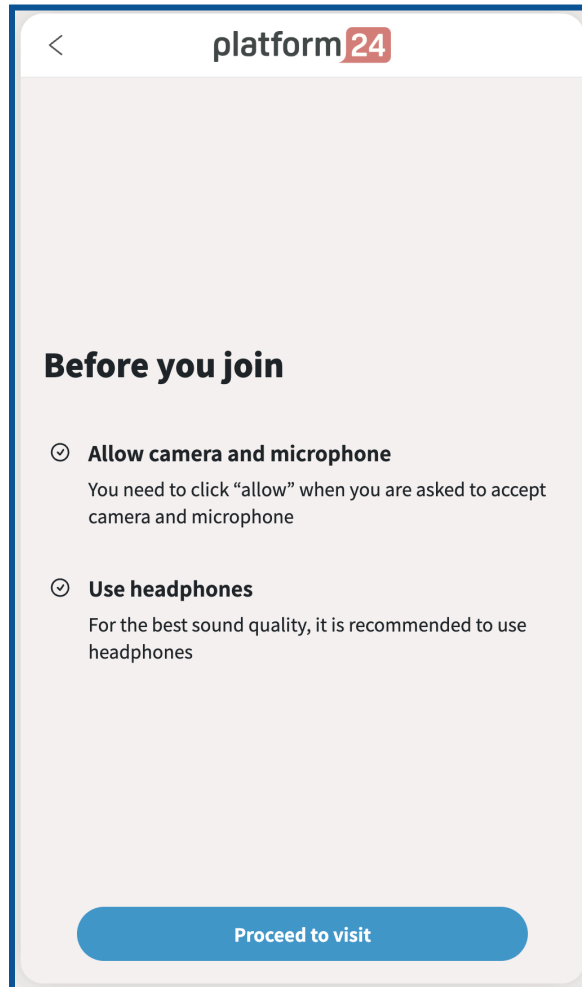 platform24
Before you join
Allow camera and microphone
You need to click “allow” when you are asked to accept
camera and microphone
Use headphones
For the best sound quality, it is recommended to use
headphones
Proceed to visit